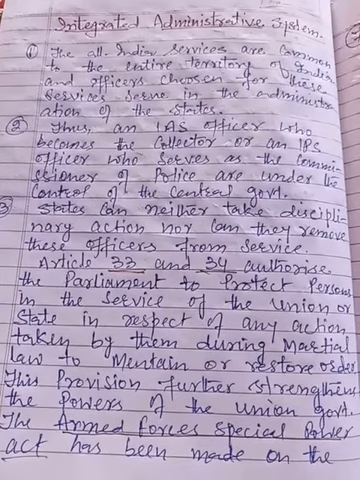 Integrated Administrative System.
① The all-Indian services are common
to the entire territory of India
and officers choosen for these
services serve in the administr-
ation of the states.
② Thus, an IAS officer who
becomes the Collector or an IPS
officer who serves as the commi-
ssioner of Police are under the
Control of the central govt.
3 States can neither take discipli-
nary action nor can they remove
these officers from service.
Article 33 and 34 authorise
the Parliament to Protect Persons
in the service of the Union or
State in respect of any action
taken by them during Martial
law to Mentain or restore order
This Provision further strengthen
the Powers of the union govt.
The Armed forces special Power
act has been made on the